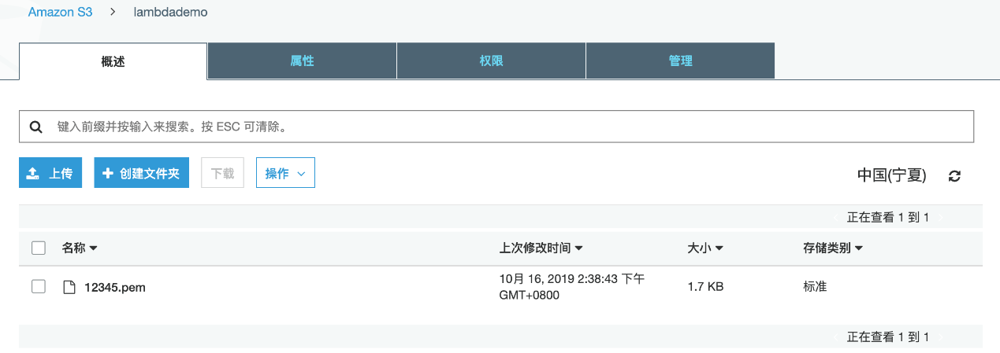 Amazon S3 > lambdademo
概述 属性 权限 管理
键入前缀并按输入来搜索。按 ESC 可清除。
上传 创建文件夹 下载 操作 中国(宁夏)
正在查看 1 到 1
名称 上次修改时间 大小 存储类别
12345.pem 10月 16, 2019 2:38:43 下午 1.7 KB 标准
GMT+0800
正在查看 1 到 1